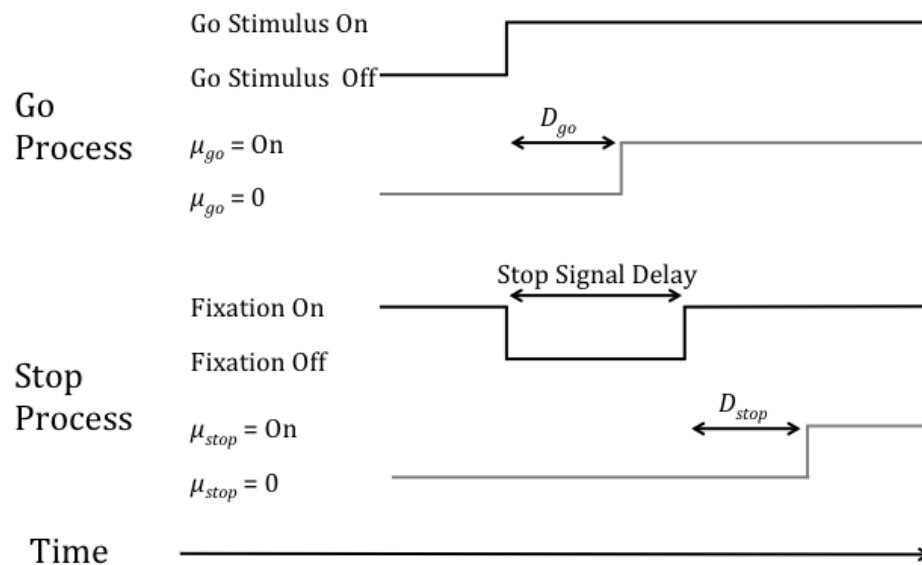 Go Stimulus On
Go Stimulus Off
Go
Process
D_go
μ_go = On
μ_go = 0
Stop Signal Delay
Fixation On
Fixation Off
Stop
Process
D_stop
μ_stop = On
μ_stop = 0
Time